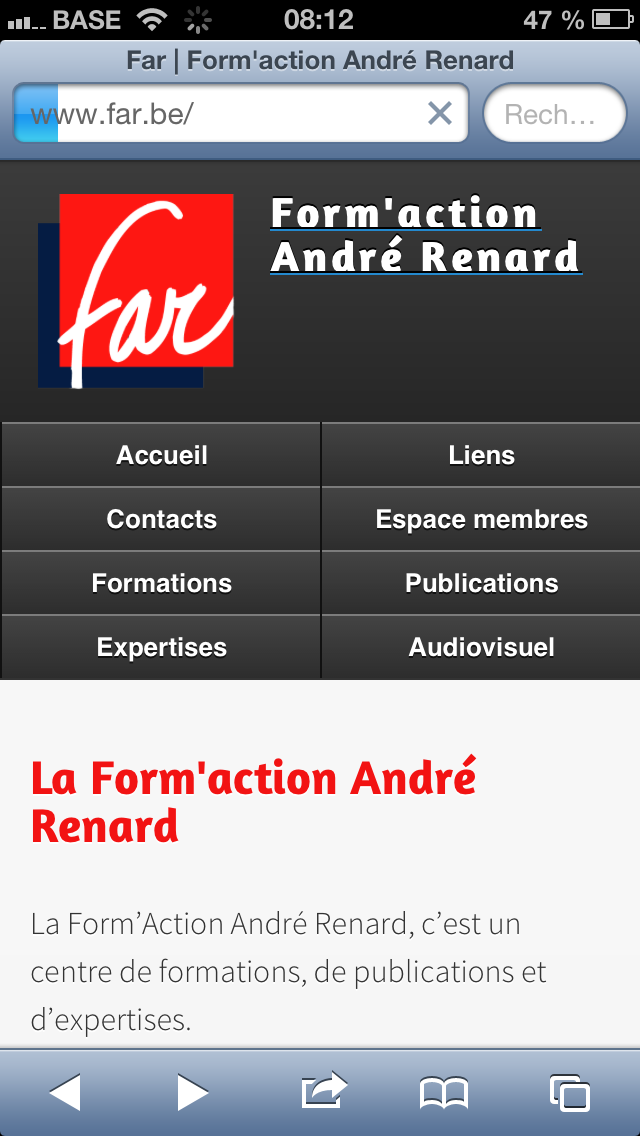 BASE 08:12 47 %
Far | Form'action André Renard
www.far.be/ Rech…
far
Form'action
André Renard
Accueil Liens
Contacts Espace membres
Formations Publications
Expertises Audiovisuel
La Form'action André
Renard
La Form’Action André Renard, c’est un
centre de formations, de publications et
d’expertises.